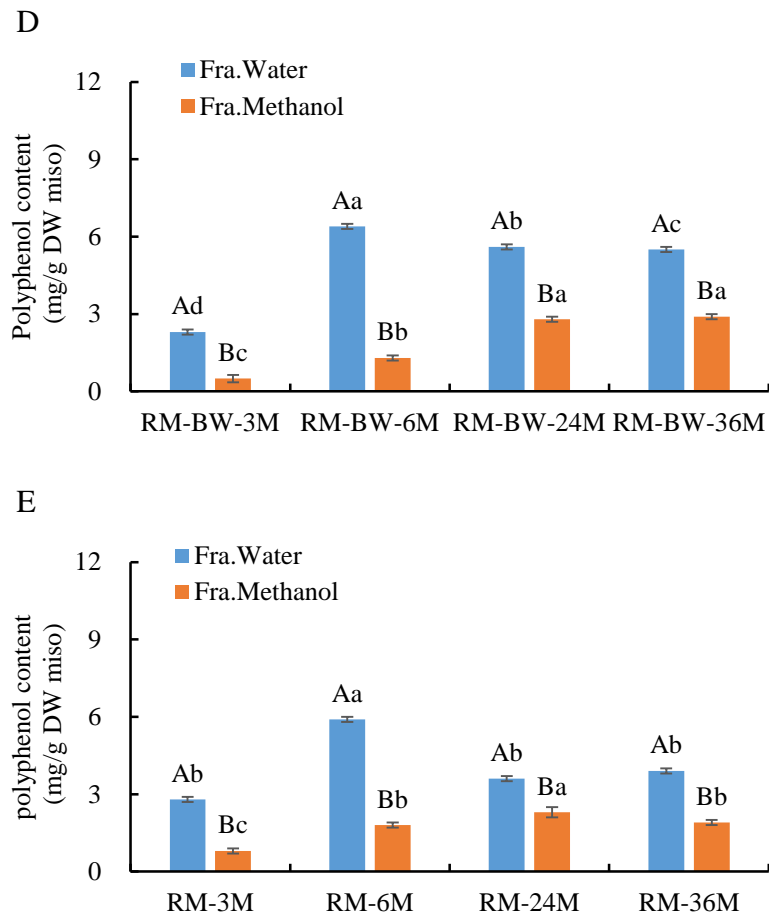 D
Fra.Water
Fra.Methanol
Polyphenol content
(mg/g DW miso)
12
9
6
3
0
Ad
Bc
Aa
Bb
Ab
Ba
Ac
Ba
RM-BW-3M RM-BW-6M RM-BW-24M RM-BW-36M
E
Fra.Water
Fra.Methanol
polyphenol content
(mg/g DW miso)
12
9
6
3
0
Ab
Bc
Aa
Bb
Ab
Ba
Ab
Bb
RM-3M RM-6M RM-24M RM-36M